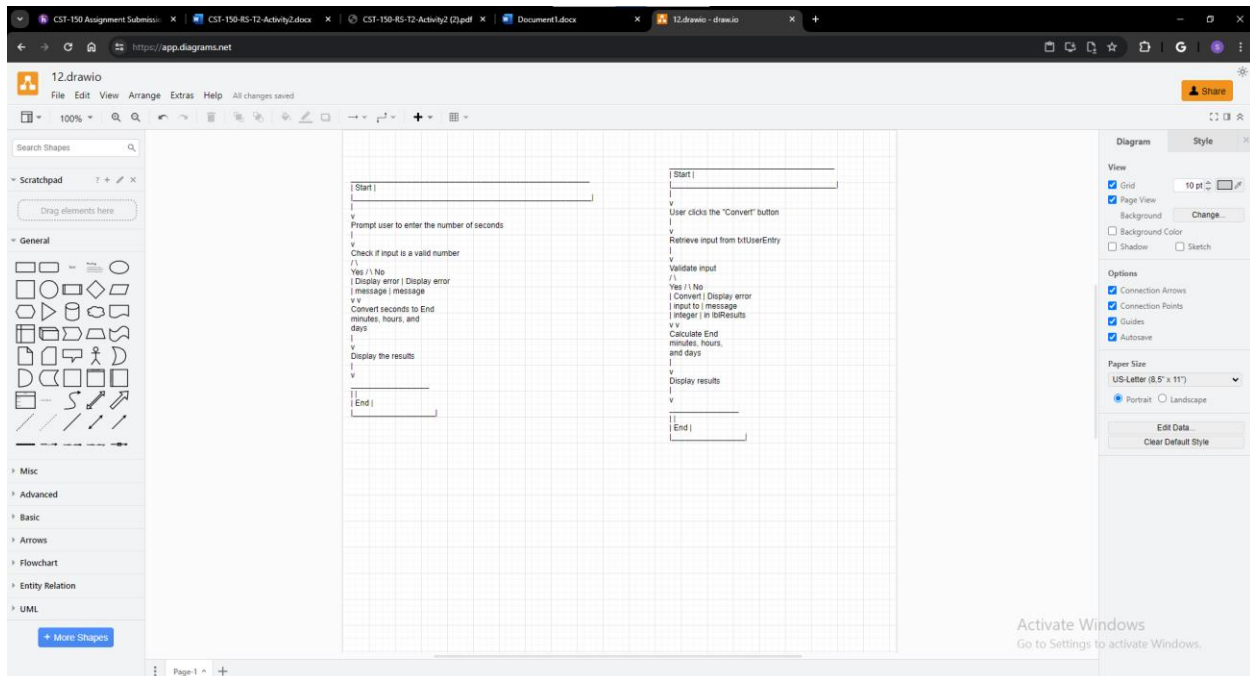 CST-150 Assignment Submissio
CST-150-RS-T2-Activity2.docx
CST-150-RS-T2-Activity2 (2).pdf
Document1.docx
12.drawio - draw.io
https://app.diagrams.net
G
S
12.drawio
File Edit View Arrange Extras Help All changes saved
Share
100%
Search Shapes
Scratchpad
Drag elements here
General
Misc
Advanced
Basic
Arrows
Flowchart
Entity Relation
UML
+ More Shapes
| Start |
|
v
Prompt user to enter the number of seconds
|
v
Check if input is a valid number
/ \
Yes / \ No
| Display error | Display error
| message | message
v v
Convert seconds to End
minutes, hours, and
days
|
v
Display the results
|
v
| |
| End |
| Start |
|
v
User clicks the "Convert" button
|
v
Retrieve input from txtUserEntry
|
v
Validate input
/ \
Yes / \ No
| Convert | Display error
| input to | message
| integer | in lblResults
v v
Calculate End
minutes, hours,
and days
|
v
Display results
|
v
| |
| End |
Diagram Style
View
Grid 10 pt
Page View
Background Change...
Background Color
Shadow Sketch
Options
Connection Arrows
Connection Points
Guides
Autosave
Paper Size
US-Letter (8,5" x 11")
Portrait Landscape
Edit Data...
Clear Default Style
Activate Windows
Go to Settings to activate Windows.
Page-1